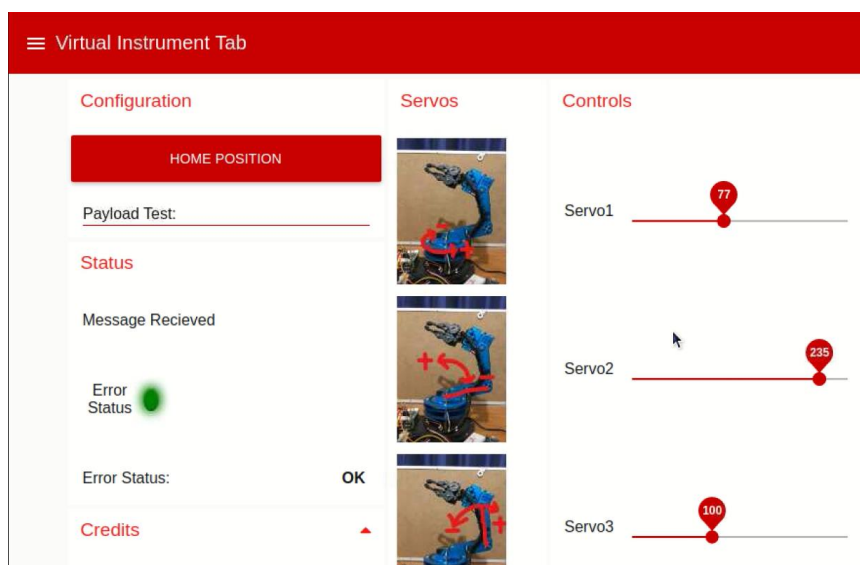 Virtual Instrument Tab
Configuration
HOME POSITION
Payload Test:
Status
Message Recieved
Error
Status
Error Status:
OK
Credits
Servos
+
-
+
-
-
+
Controls
Servo1
77
Servo2
235
Servo3
100